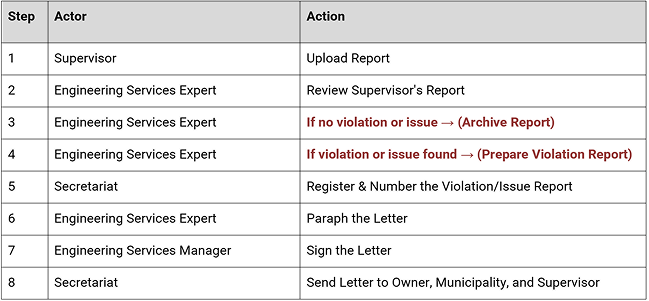 Step Actor Action
1 Supervisor Upload Report
2 Engineering Services Expert Review Supervisor's Report
3 Engineering Services Expert If no violation or issue → (Archive Report)
4 Engineering Services Expert If violation or issue found → (Prepare Violation Report)
5 Secretariat Register & Number the Violation/Issue Report
6 Engineering Services Expert Paraph the Letter
7 Engineering Services Manager Sign the Letter
8 Secretariat Send Letter to Owner, Municipality, and Supervisor